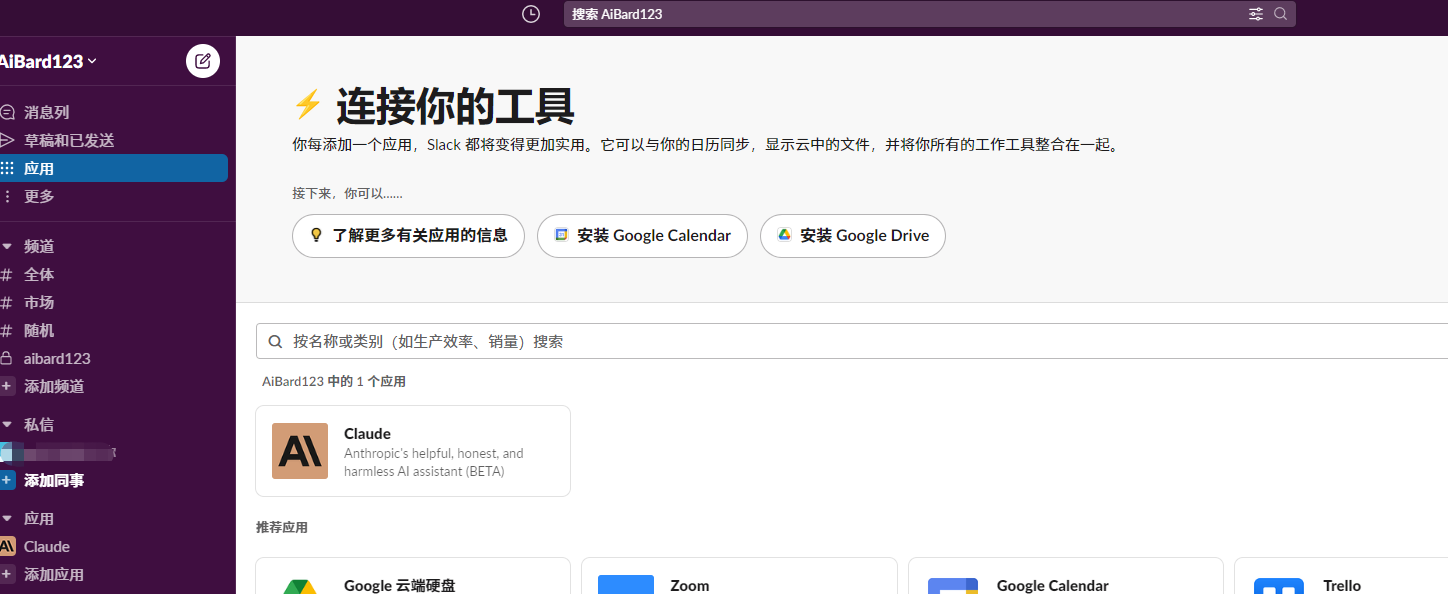 搜索 AiBard123
AiBard123
消息列
草稿和已发送
应用
更多
频道
# 全体
# 市场
# 随机
aibard123
+ 添加频道
私信
+ 添加同事
应用
Claude
+ 添加应用
⚡ 连接你的工具
你每添加一个应用，Slack 都将变得更加实用。它可以与你的日历同步，显示云中的文件，并将你所有的工作工具整合在一起。
接下来，你可以……
了解更多有关应用的信息
安装 Google Calendar
安装 Google Drive
按名称或类别（如生产效率、销量）搜索
AiBard123 中的 1 个应用
Claude
Anthropic's helpful, honest, and
harmless AI assistant (BETA)
推荐应用
Google 云端硬盘
Zoom
Google Calendar
Trello